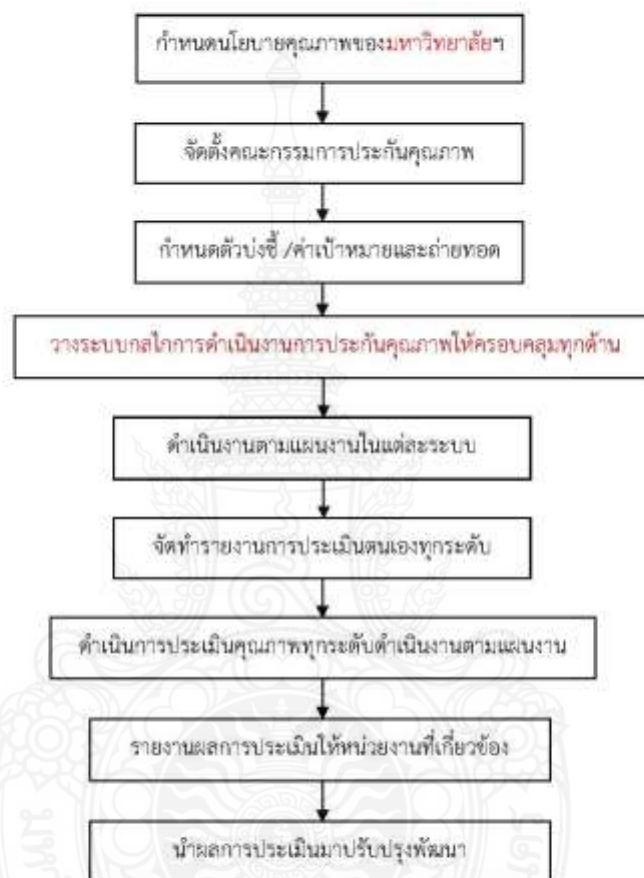 กำหนดนโยบายคุณภาพของมหาวิทยาลัยฯ
จัดตั้งคณะกรรมการประกันคุณภาพ
กำหนดตัวบ่งชี้ /ค่าเป้าหมายและถ่ายทอด
วางระบบกลไกการดำเนินงานการประกันคุณภาพให้ครอบคลุมทุกด้าน
ดำเนินงานตามแผนงานในแต่ละระบบ
จัดทำรายงานการประเมินตนเองทุกระดับ
ดำเนินการประเมินคุณภาพทุกระดับดำเนินงานตามแผนงาน
รายงานผลการประเมินให้หน่วยงานที่เกี่ยวข้อง
นำผลการประเมินมาปรับปรุงพัฒนา